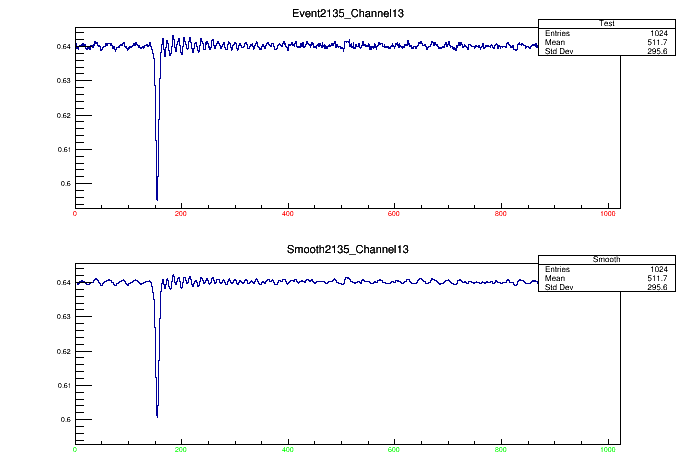 Event2135_Channel13
Test
Entries 1024
Mean 511.7
Std Dev 295.6
0.64
0.63
0.62
0.61
0.6
0 200 400 600 800 1000
Smooth2135_Channel13
Smooth
Entries 1024
Mean 511.7
Std Dev 295.6
0.64
0.63
0.62
0.61
0.6
0 200 400 600 800 1000